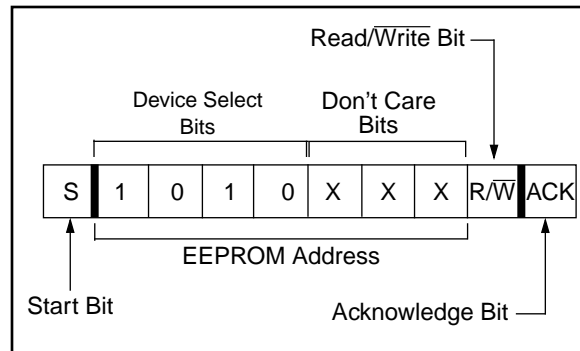 Read/Write Bit
Device Select Bits
Don't Care Bits
S 1 0 1 0 X X X R/W ACK
EEPROM Address
Start Bit
Acknowledge Bit